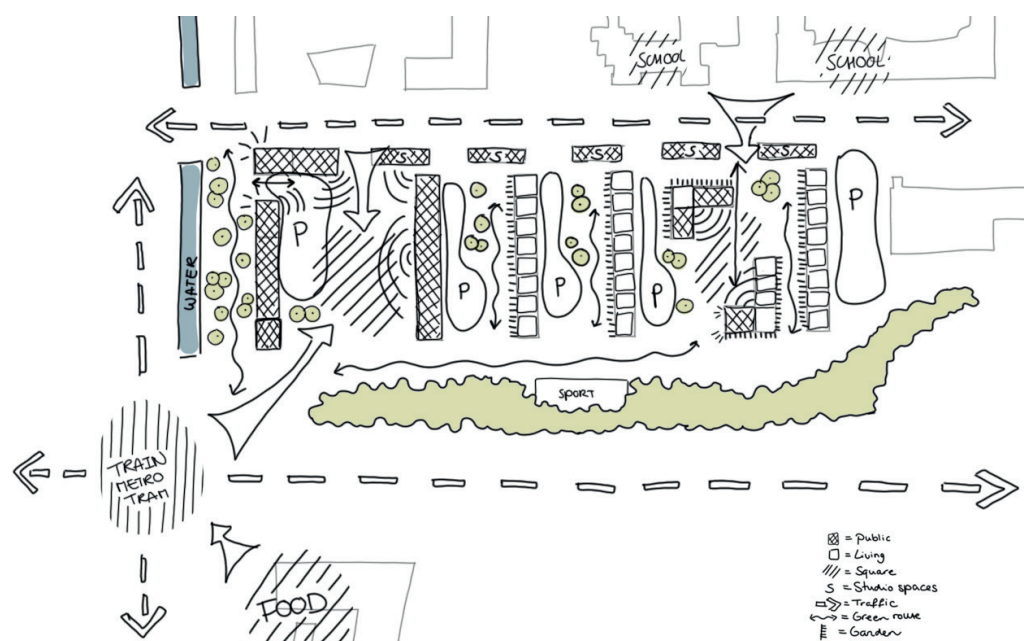 SCHOOL
SCHOOL
S
S
S
S
S
P
P
P
P
P
WATER
SPORT
TRAIN
METRO
TRAM
FOOD
= Public
= Living
= Square
S = Studio spaces
= Traffic
= Green route
= Garden